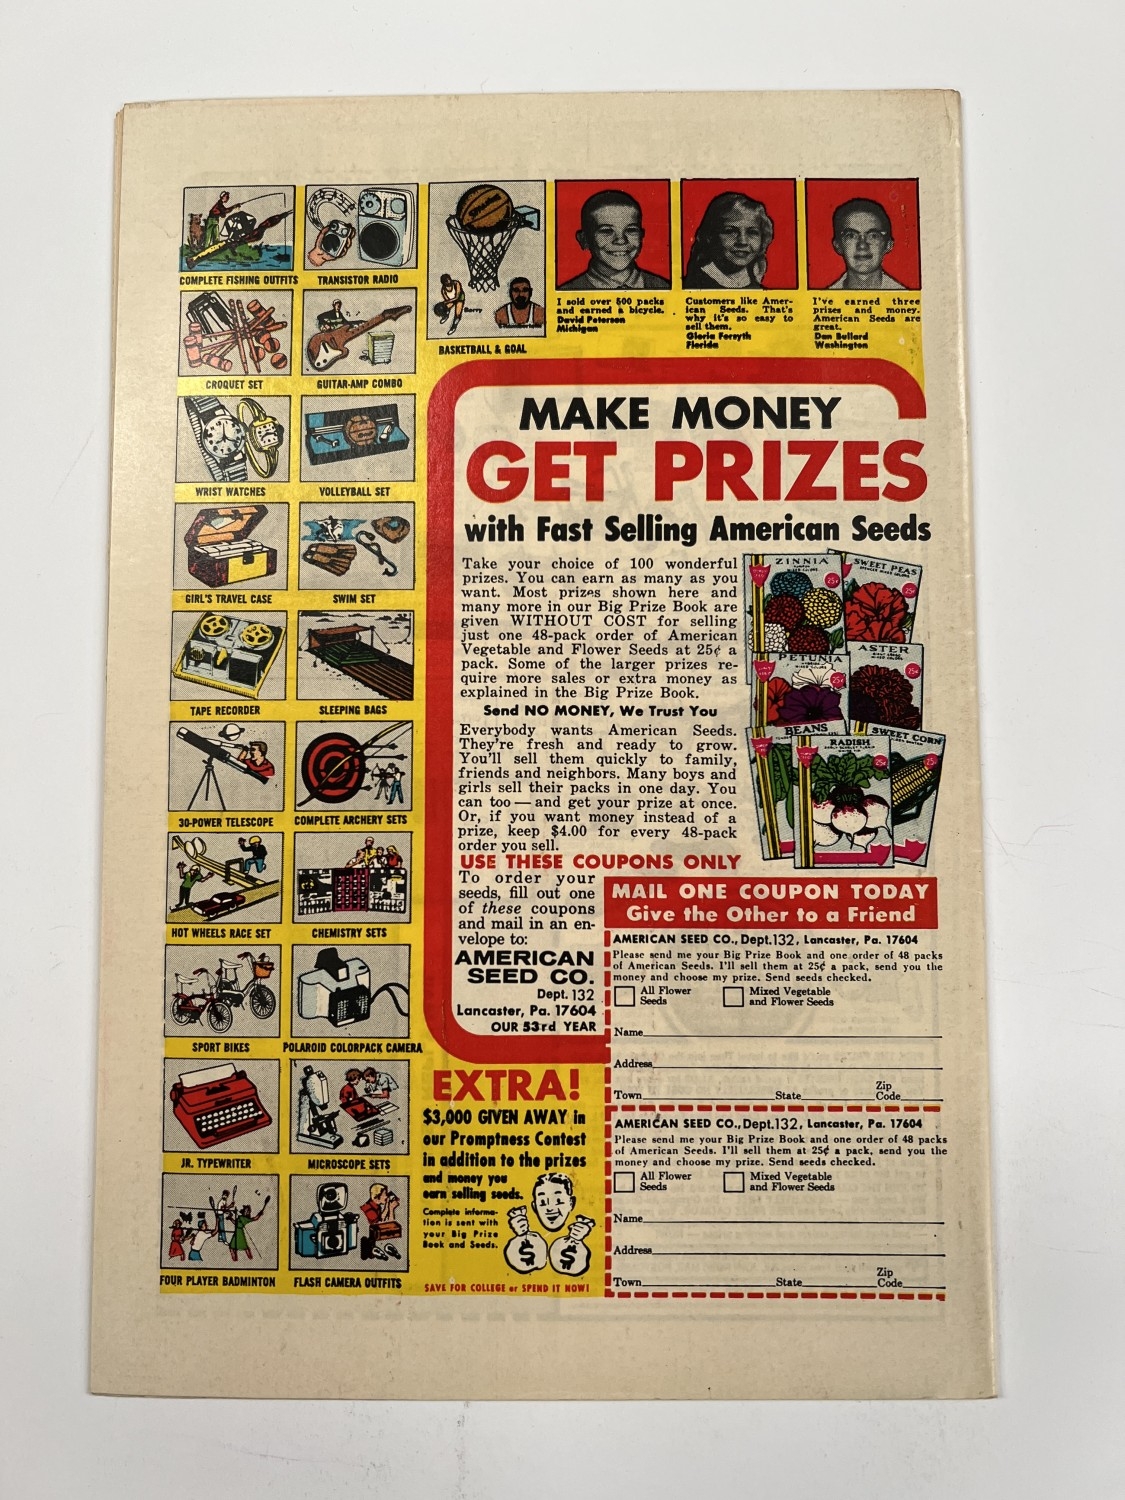 COMPLETE FISHING OUTFITS
TRANSISTOR RADIO
CROQUET SET
GUITAR-AMP COMBO
WRIST WATCHES
VOLLEYBALL SET
GIRL'S TRAVEL CASE
SWIM SET
TAPE RECORDER
SLEEPING BAGS
30-POWER TELESCOPE
COMPLETE ARCHERY SETS
HOT WHEELS RACE SET
CHEMISTRY SETS
SPORT BIKES
POLAROID COLORPACK CAMERA
JR. TYPEWRITER
MICROSCOPE SETS
FOUR PLAYER BADMINTON
FLASH CAMERA OUTFITS
Spalding
Barry
Chamberlain
BASKETBALL & GOAL
I sold over 500 packs
and earned a bicycle.
David Peterson
Michigan
Customers like Amer-
ican Seeds. That's
why it's so easy to
sell them.
Gloria Forsyth
Florida
I've earned three
prizes and money.
American Seeds are
great.
Dan Bullard
Washington
MAKE MONEY
GET PRIZES
with Fast Selling American Seeds
Take your choice of 100 wonderful
prizes. You can earn as many as you
want. Most prizes shown here and
many more in our Big Prize Book are
given WITHOUT COST for selling
just one 48-pack order of American
Vegetable and Flower Seeds at 25¢ a
pack. Some of the larger prizes re-
quire more sales or extra money as
explained in the Big Prize Book.
Send NO MONEY, We Trust You
Everybody wants American Seeds.
They're fresh and ready to grow.
You'll sell them quickly to family,
friends and neighbors. Many boys and
girls sell their packs in one day. You
can too — and get your prize at once.
Or, if you want money instead of a
prize, keep $4.00 for every 48-pack
order you sell.
ZINNIA
25¢
SWEET PEAS
25¢
PETUNIA
25¢
ASTER
25¢
BEANS
RADISH
25¢
SWEET CORN
25¢
USE THESE COUPONS ONLY
To order your
seeds, fill out one
of these coupons
and mail in an en-
velope to:
AMERICAN
SEED CO.
Dept. 132
Lancaster, Pa. 17604
OUR 53rd YEAR
EXTRA!
$3,000 GIVEN AWAY in
our Promptness Contest
in addition to the prizes
and money you
earn selling seeds.
Complete informa-
tion is sent with
your Big Prize
Book and Seeds.
$ $
SAVE FOR COLLEGE or SPEND IT NOW!
MAIL ONE COUPON TODAY
Give the Other to a Friend
AMERICAN SEED CO., Dept.132, Lancaster, Pa. 17604
Please send me your Big Prize Book and one order of 48 packs
of American Seeds. I'll sell them at 25¢ a pack, send you the
money and choose my prize. Send seeds checked.
All Flower
Seeds
Mixed Vegetable
and Flower Seeds
Name
Address
Town State Zip
Code
AMERICAN SEED CO., Dept.132, Lancaster, Pa. 17604
Please send me your Big Prize Book and one order of 48 packs
of American Seeds. I'll sell them at 25¢ a pack, send you the
money and choose my prize. Send seeds checked.
All Flower
Seeds
Mixed Vegetable
and Flower Seeds
Name
Address
Town State Zip
Code